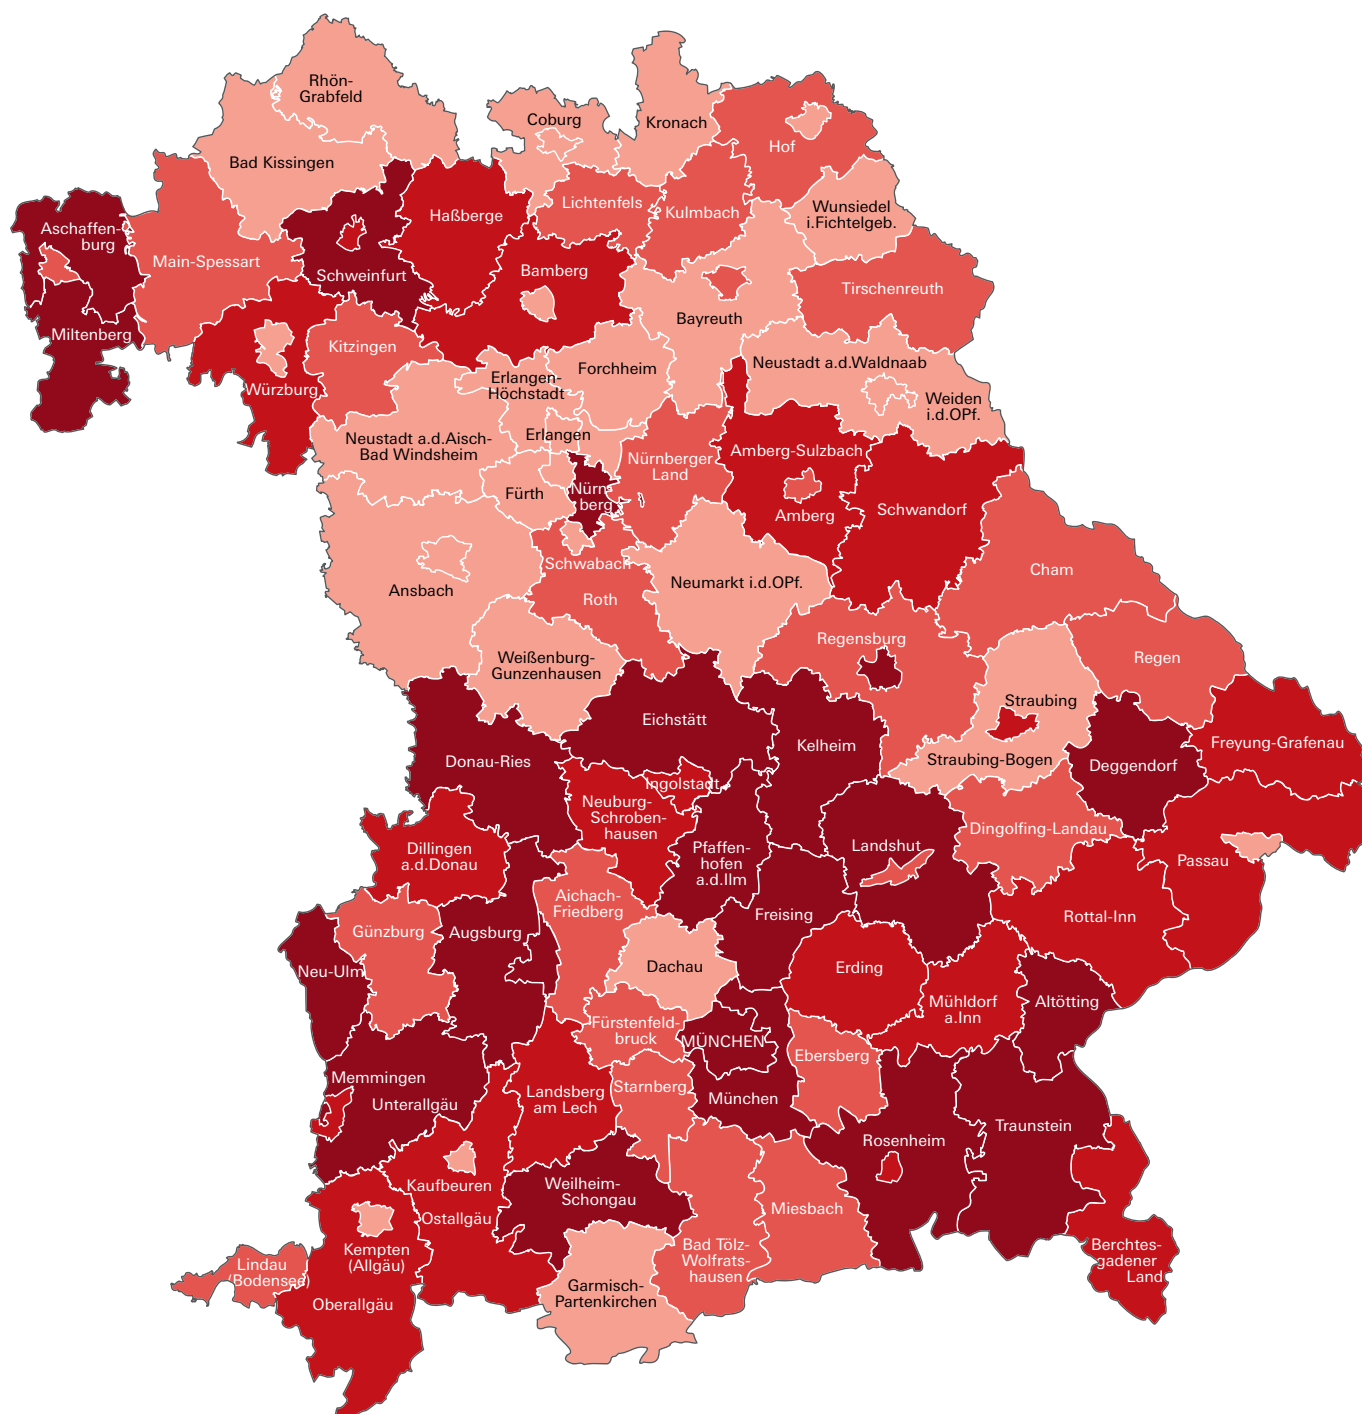 Rhön-
Grabfeld
Coburg
Kronach
Hof
Bad Kissingen
Lichtenfels
Kulmbach
Wunsiedel
i.Fichtelgeb.
Haßberge
Aschaffen-
burg
Main-Spessart
Schweinfurt
Bamberg
Tirschenreuth
Bayreuth
Miltenberg
Kitzingen
Neustadt a.d.Waldnaab
Forchheim
Erlangen-
Höchstadt
Würzburg
Weiden
i.d.OPf.
Erlangen
Neustadt a.d.Aisch-
Bad Windsheim
Nürnberger
Land
Amberg-Sulzbach
Fürth
Nürn-
berg
Amberg
Schwandorf
Schwabach
Cham
Neumarkt i.d.OPf.
Ansbach
Roth
Regensburg
Weißenburg-
Gunzenhausen
Regen
Straubing
Eichstätt
Kelheim
Freyung-Grafenau
Donau-Ries
Straubing-Bogen
Deggendorf
Ingolstadt
Neuburg-
Schroben-
hausen
Dingolfing-Landau
Dillingen
a.d.Donau
Pfaffen-
hofen
a.d.Ilm
Landshut
Passau
Aichach-
Friedberg
Freising
Rottal-Inn
Günzburg
Augsburg
Neu-Ulm
Dachau
Erding
Mühldorf
a.Inn
Altötting
Fürstenfeld-
bruck
MÜNCHEN
Ebersberg
Memmingen
Unterallgäu
Landsberg
am Lech
Starnberg
München
Traunstein
Rosenheim
Kaufbeuren
Weilheim-
Schongau
Ostallgäu
Miesbach
Bad Tölz-
Wolfrats-
hausen
Kempten
(Allgäu)
Lindau
(Bodensee)
Berchtes-
gadener
Land
Garmisch-
Partenkirchen
Oberallgäu